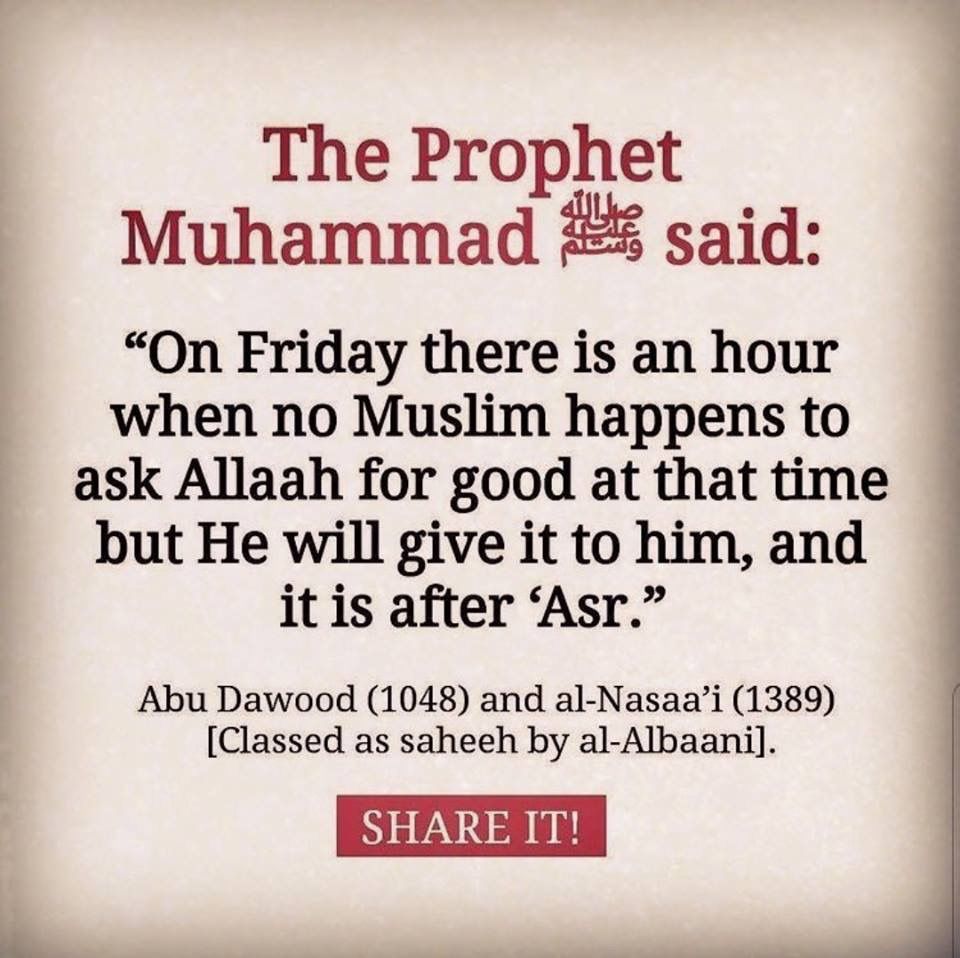 The Prophet
Muhammad ﷺ said:
“On Friday there is an hour
when no Muslim happens to
ask Allaah for good at that time
but He will give it to him, and
it is after ‘Asr.”
Abu Dawood (1048) and al-Nasaa’i (1389)
[Classed as saheeh by al-Albaani].
SHARE IT!